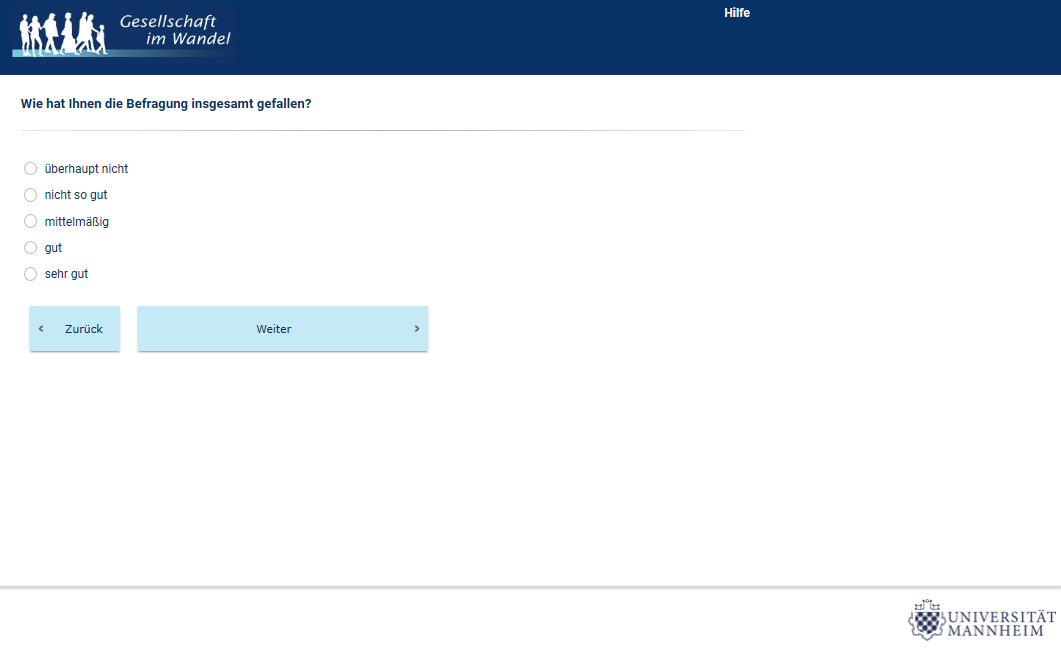 Gesellschaft
im Wandel
Hilfe
Wie hat Ihnen die Befragung insgesamt gefallen?
überhaupt nicht
nicht so gut
mittelmäßig
gut
sehr gut
Zurück
Weiter
UNIVERSITÄT
MANNHEIM